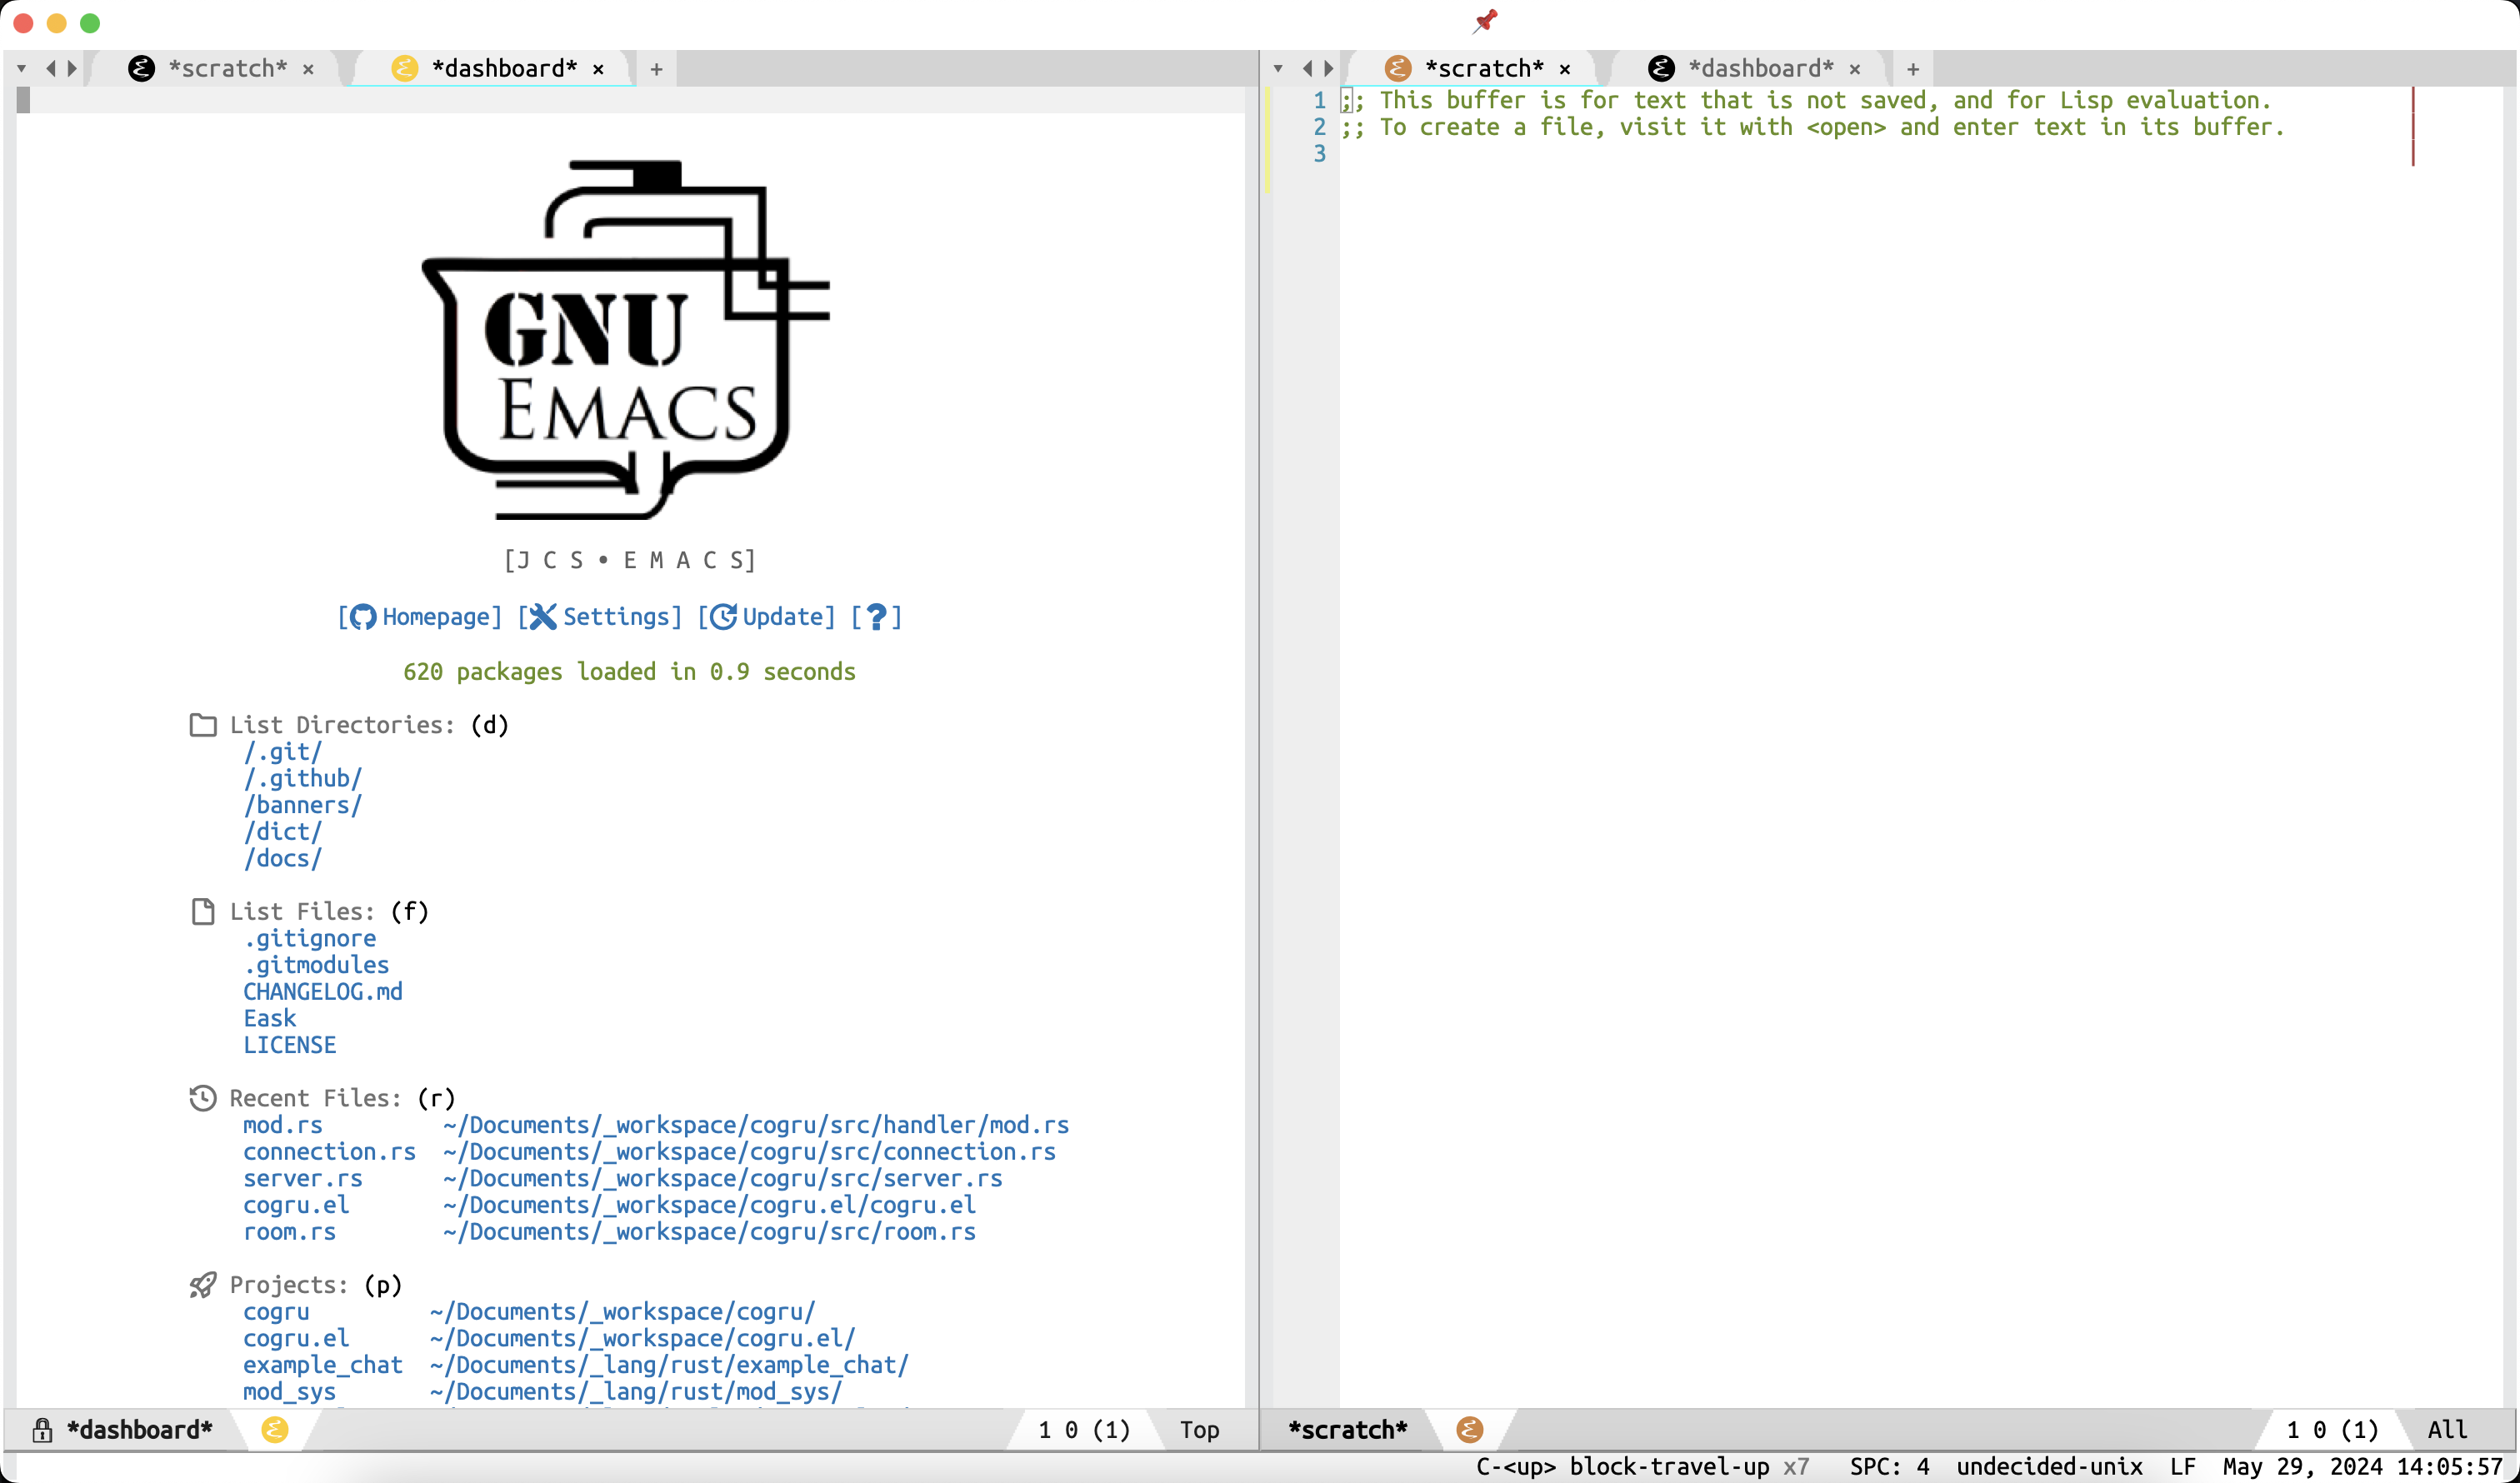 *scratch* × *dashboard* × +
GNU
EMACS
[J C S • E M A C S]
[Homepage] [Settings] [Update] [?]
620 packages loaded in 0.9 seconds
List Directories: (d)
/.git/
/.github/
/banners/
/dict/
/docs/
List Files: (f)
.gitignore
.gitmodules
CHANGELOG.md
Eask
LICENSE
Recent Files: (r)
mod.rs ~/Documents/_workspace/cogru/src/handler/mod.rs
connection.rs ~/Documents/_workspace/cogru/src/connection.rs
server.rs ~/Documents/_workspace/cogru/src/server.rs
cogru.el ~/Documents/_workspace/cogru.el/cogru.el
room.rs ~/Documents/_workspace/cogru/src/room.rs
Projects: (p)
cogru ~/Documents/_workspace/cogru/
cogru.el ~/Documents/_workspace/cogru.el/
example_chat ~/Documents/_lang/rust/example_chat/
mod_sys ~/Documents/_lang/rust/mod_sys/
*dashboard* 1 0 (1) Top
*scratch* × *dashboard* × +
1 ;; This buffer is for text that is not saved, and for Lisp evaluation.
2 ;; To create a file, visit it with <open> and enter text in its buffer.
3
*scratch* 1 0 (1) All
C-<up> block-travel-up x7 SPC: 4 undecided-unix LF May 29, 2024 14:05:57